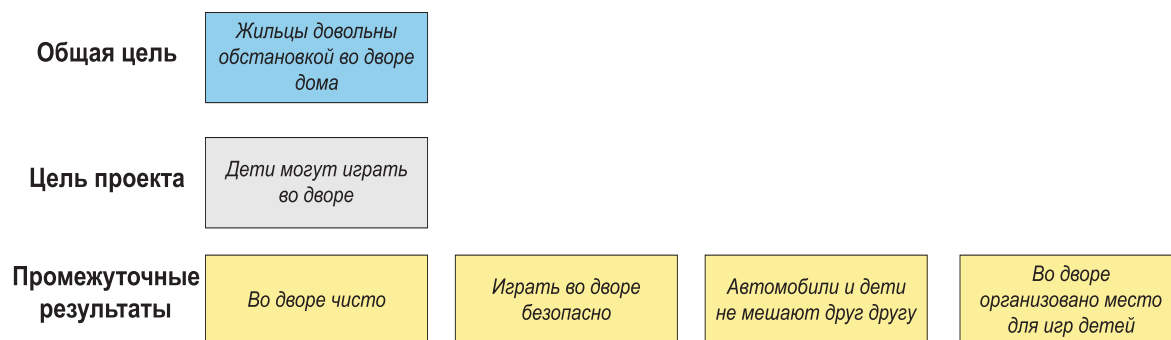 Общая цель
Жильцы довольны
обстановкой во дворе
дома
Цель проекта
Дети могут играть
во дворе
Промежуточные
результаты
Во дворе чисто
Играть во дворе
безопасно
Автомобили и дети
не мешают друг другу
Во дворе
организовано место
для игр детей